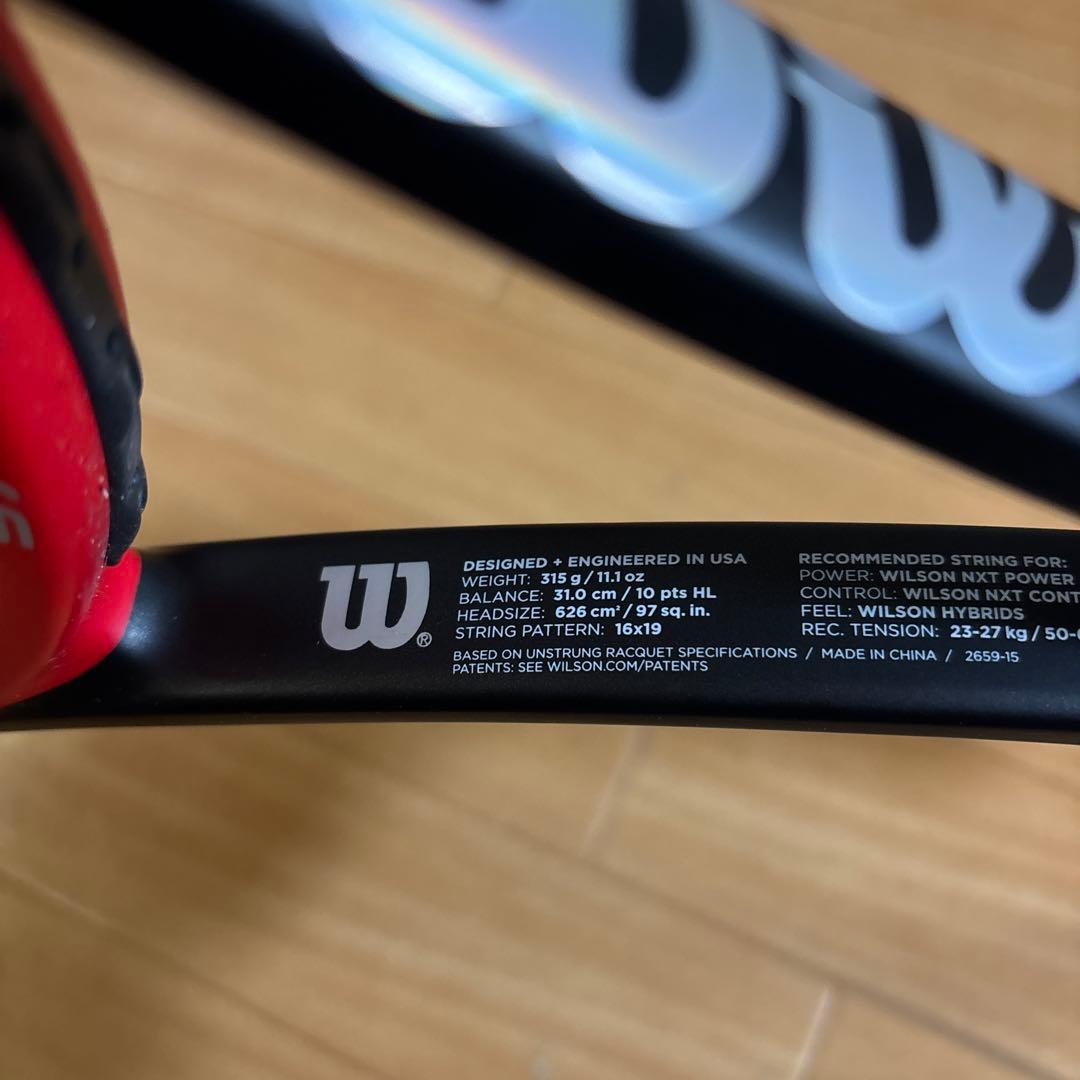 DESIGNED + ENGINEERED IN USA
WEIGHT: 315 g / 11.1 oz
BALANCE: 31.0 cm / 10 pts HL
HEADSIZE: 626 cm² / 97 sq. in.
STRING PATTERN: 16x19
BASED ON UNSTRUNG RACQUET SPECIFICATIONS / MADE IN CHINA / 2659-15
PATENTS: SEE WILSON.COM/PATENTS
RECOMMENDED STRING FOR:
POWER: WILSON NXT POWER
CONTROL: WILSON NXT CONT
FEEL: WILSON HYBRIDS
REC. TENSION: 23-27 kg / 50-
W®